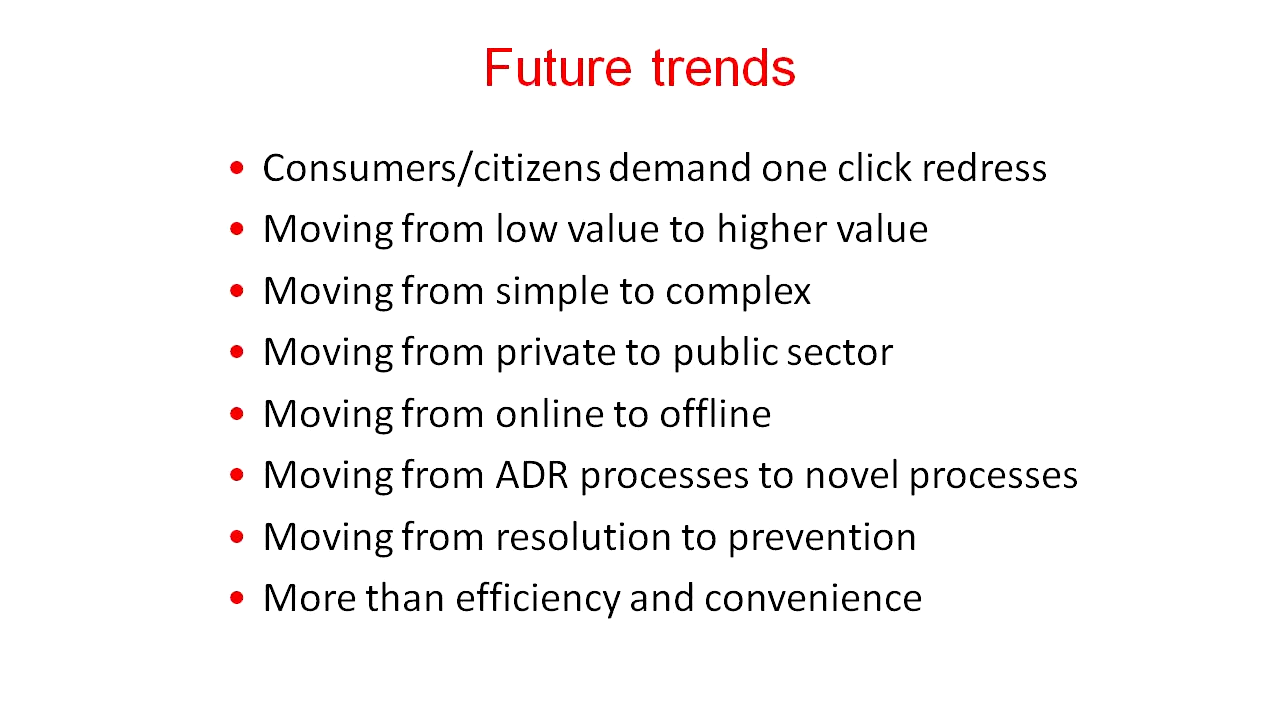 Future trends
• Consumers/citizens demand one click redress
• Moving from low value to higher value
• Moving from simple to complex
• Moving from private to public sector
• Moving from online to offline
• Moving from ADR processes to novel processes
• Moving from resolution to prevention
• More than efficiency and convenience